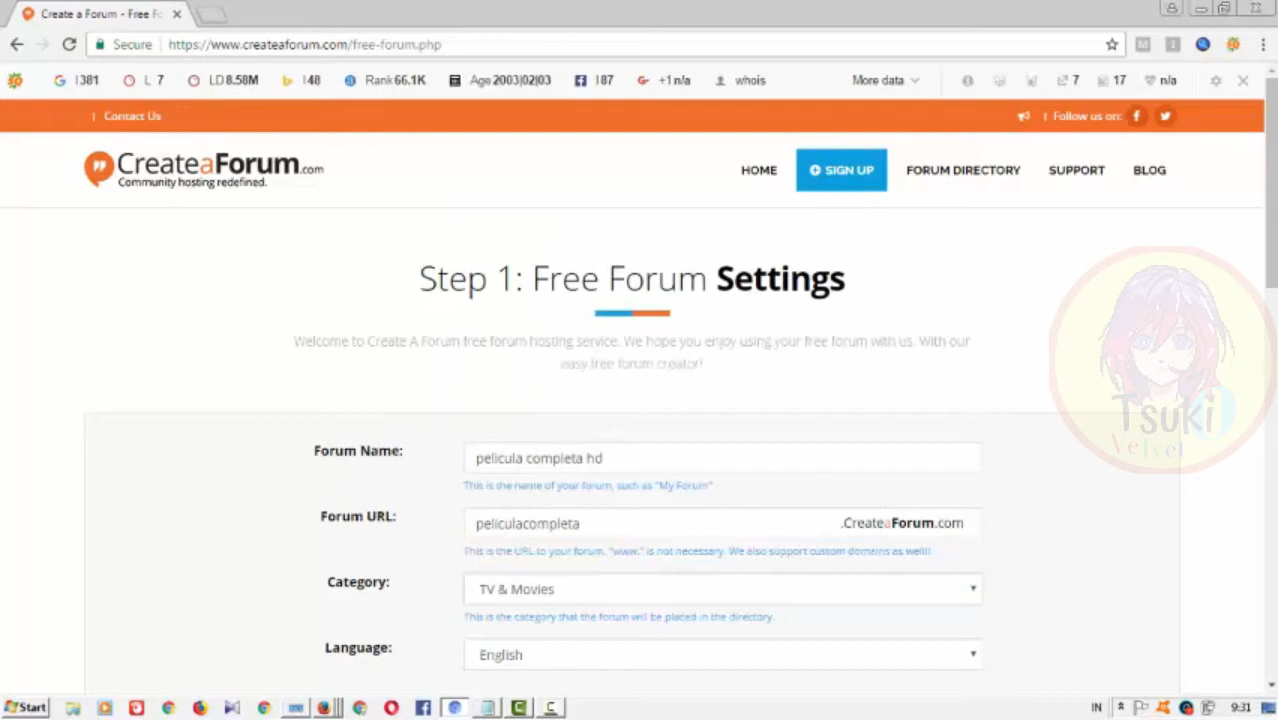 Create a Forum - Free Fo
Secure https://www.createaforum.com/free-forum.php
1381 L 7 LD 8.58M 148 Rank 66.1K Age 2003|02|03 187 +1 n/a whois More data 7 17 n/a
| Contact Us | Follow us on:
CreateaForum.com
Community hosting redefined.
HOME SIGN UP FORUM DIRECTORY SUPPORT BLOG
Step 1: Free Forum Settings
Welcome to Create A Forum free forum hosting service. We hope you enjoy using your free forum with us. With our
easy free forum creator!
Tsuki
Velvet
Forum Name: pelicula completa hd
This is the name of your forum, such as "My Forum"
Forum URL: peliculacompleta .CreateaForum.com
This is the URL to your forum, "www." is not necessary. We also support custom domains as well!!
Category: TV & Movies
This is the category that the forum will be placed in the directory.
Language: English
Start IN 9:31